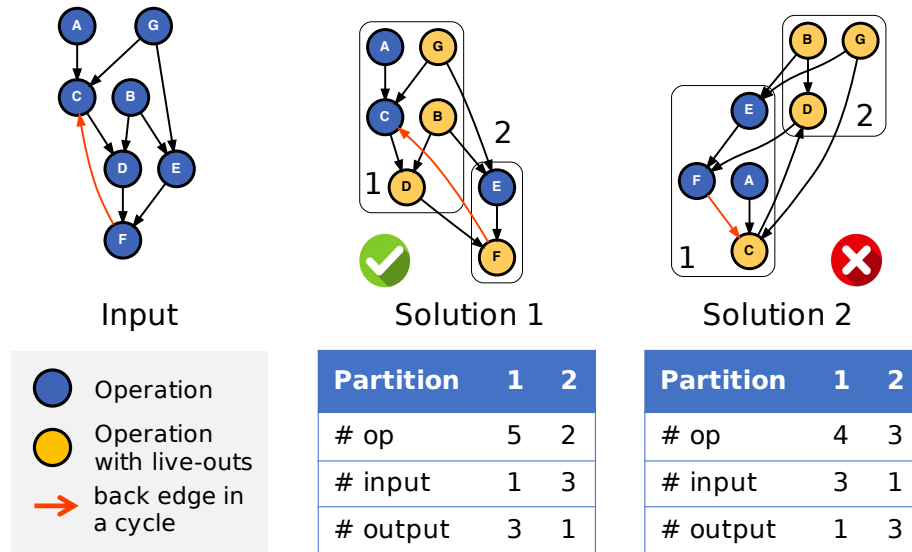 A G
C B
D E
F
Input
A G
C B
2
1 D E
F
Solution 1
B G
E D
2
F A
1 C
Solution 2
Operation
Operation
with live-outs
back edge in
a cycle
Partition 1 2
# op 5 2
# input 1 3
# output 3 1
Partition 1 2
# op 4 3
# input 3 1
# output 1 3